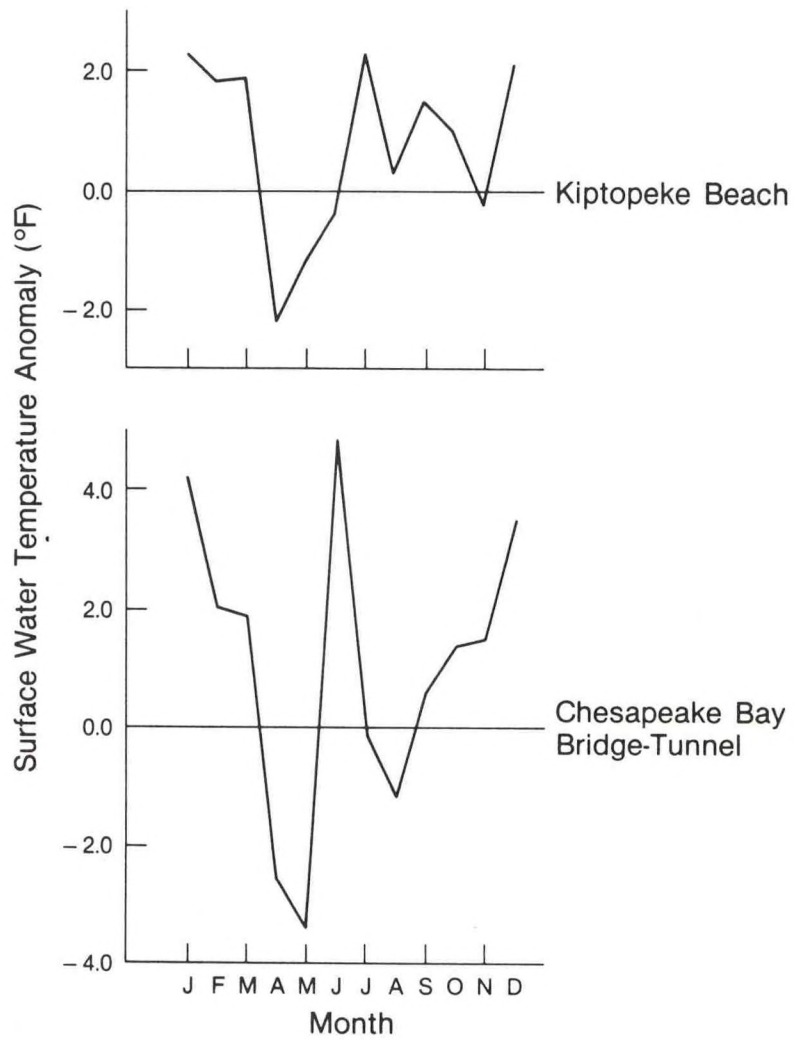 Surface Water Temperature Anomaly (°F)
2.0
0.0
−2.0
Kiptopeke Beach
4.0
2.0
0.0
−2.0
−4.0
Chesapeake Bay
Bridge-Tunnel
J F M A M J J A S O N D
Month